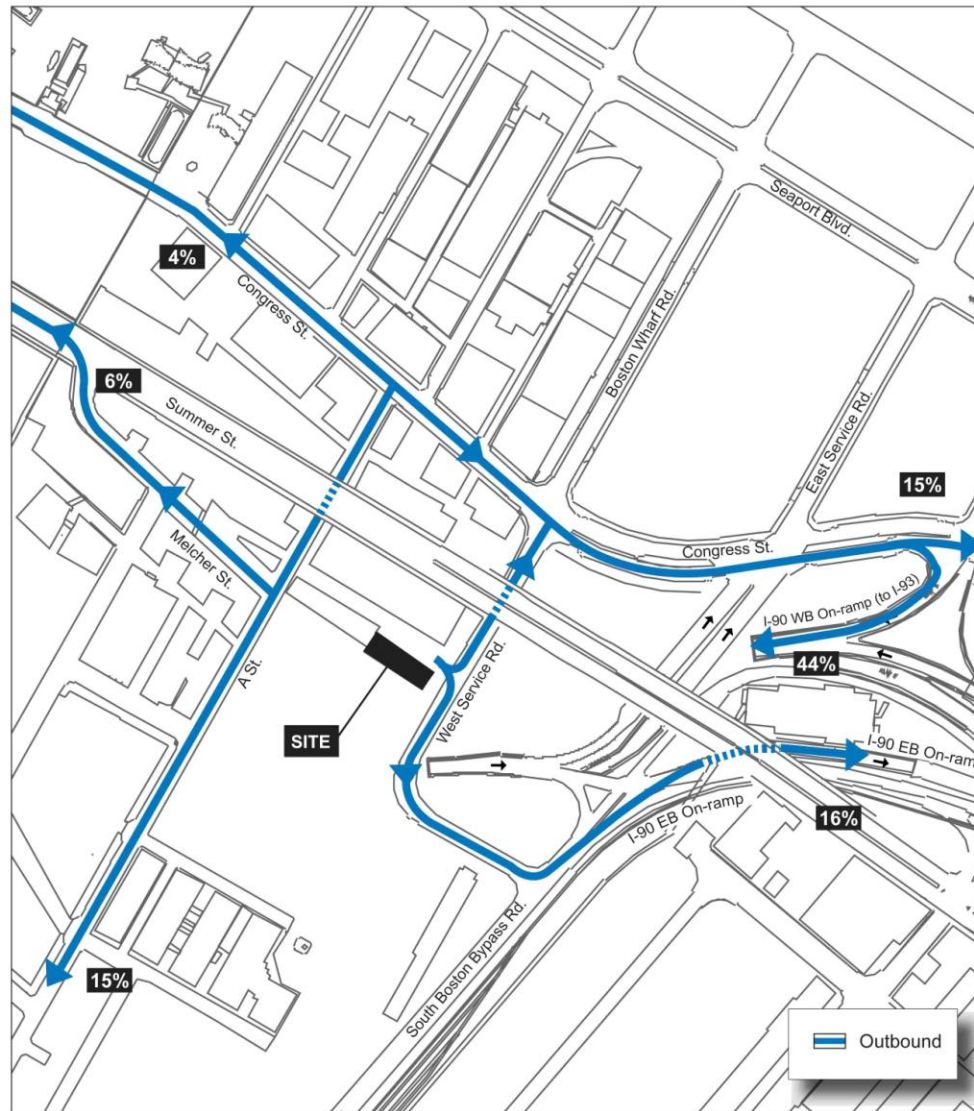 Seaport Blvd.
4%
Congress St.
Boston Wharf Rd.
6%
Summer St.
East Service Rd.
15%
Congress St.
Melcher St.
I-90 WB On-ramp (to I-93)
44%
A St.
West Service Rd.
SITE
I-90 EB On-ramp
I-90 EB On-ramp
16%
15%
South Boston Bypass Rd.
Outbound